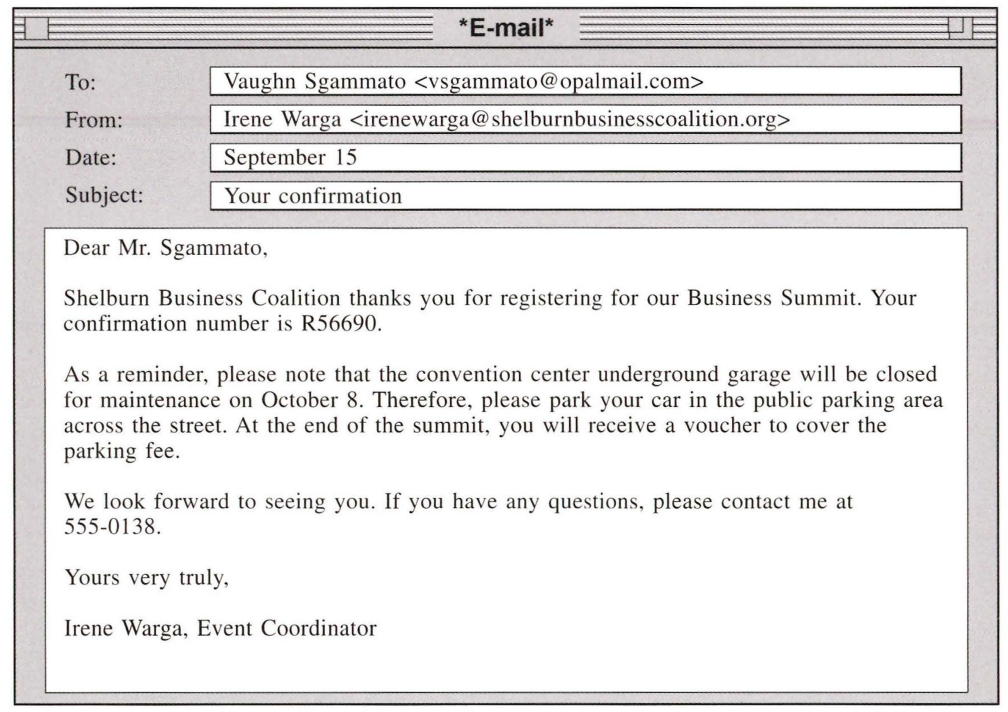 *E-mail*
To: Vaughn Sgammato <vsgammato@opalmail.com>
From: Irene Warga <irenewarga@shelburnbusinesscoalition.org>
Date: September 15
Subject: Your confirmation
Dear Mr. Sgammato,
Shelburn Business Coalition thanks you for registering for our Business Summit. Your
confirmation number is R56690.
As a reminder, please note that the convention center underground garage will be closed
for maintenance on October 8. Therefore, please park your car in the public parking area
across the street. At the end of the summit, you will receive a voucher to cover the
parking fee.
We look forward to seeing you. If you have any questions, please contact me at
555-0138.
Yours very truly,
Irene Warga, Event Coordinator